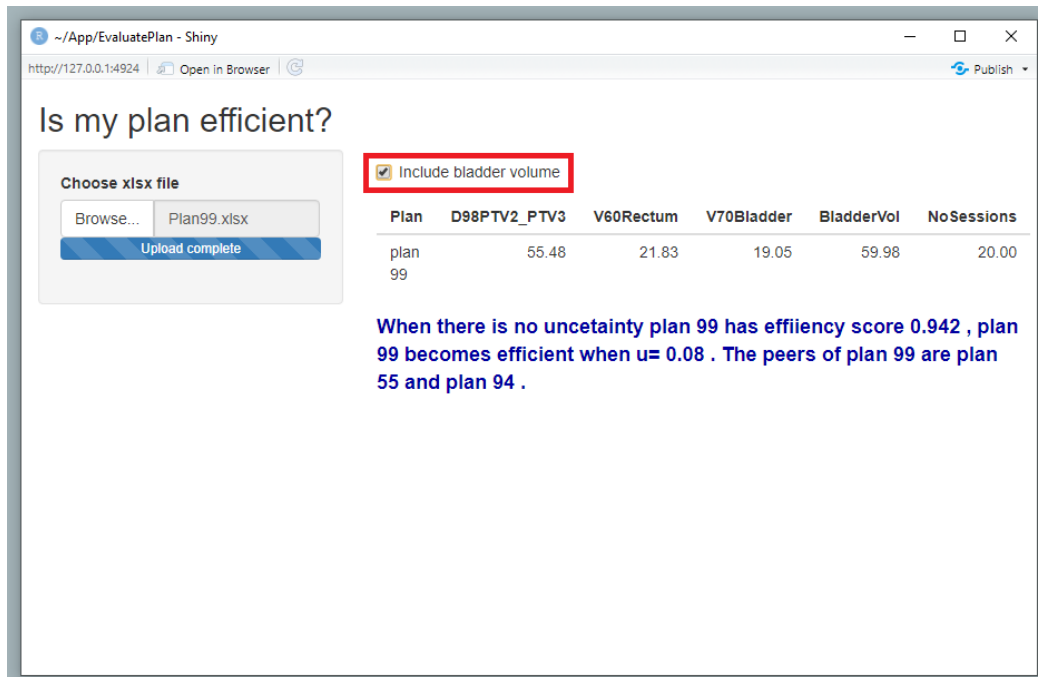 ~/App/EvaluatePlan - Shiny
http://127.0.0.1:4924 Open in Browser Publish
Is my plan efficient?
Choose xlsx file
Browse... Plan99.xlsx
Upload complete
Include bladder volume
Plan D98PTV2_PTV3 V60Rectum V70Bladder BladderVol NoSessions
plan 55.48 21.83 19.05 59.98 20.00
99
When there is no uncetainty plan 99 has effiiency score 0.942 , plan
99 becomes efficient when u= 0.08 . The peers of plan 99 are plan
55 and plan 94 .